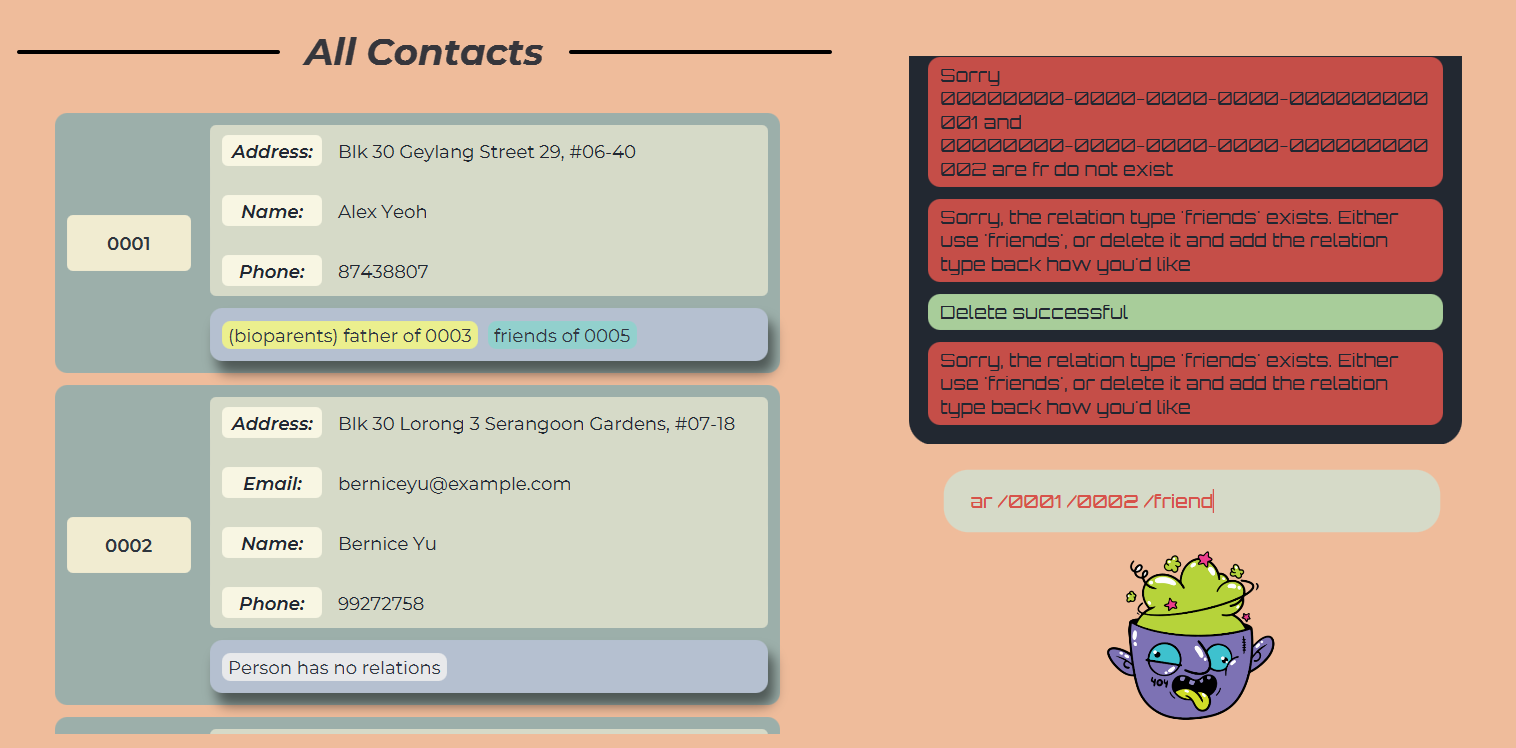 All Contacts
0001
Address: Blk 30 Geylang Street 29, #06-40
Name: Alex Yeoh
Phone: 87438807
(bioparents) father of 0003 friends of 0005
0002
Address: Blk 30 Lorong 3 Serangoon Gardens, #07-18
Email: berniceyu@example.com
Name: Bernice Yu
Phone: 99272758
Person has no relations
Sorry
00000000-0000-0000-0000-000000000
001 and
00000000-0000-0000-0000-000000000
002 are fr do not exist
Sorry, the relation type 'friends' exists. Either
use 'friends', or delete it and add the relation
type back how you'd like
Delete successful
Sorry, the relation type 'friends' exists. Either
use 'friends', or delete it and add the relation
type back how you'd like
ar /0001 /0002 /friend
404